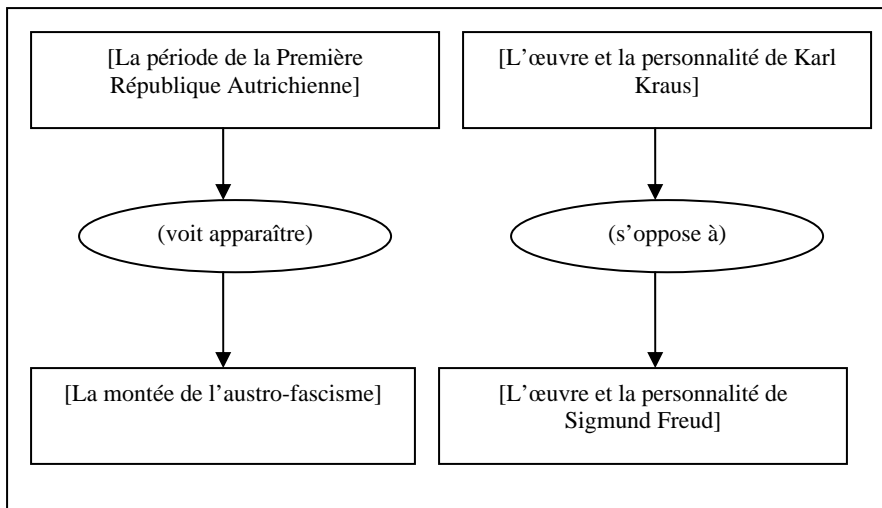 [La période de la Première
République Autrichienne]
(voit apparaître)
[La montée de l’austro-fascisme]
[L’œuvre et la personnalité de Karl
Kraus]
(s’oppose à)
[L’œuvre et la personnalité de
Sigmund Freud]